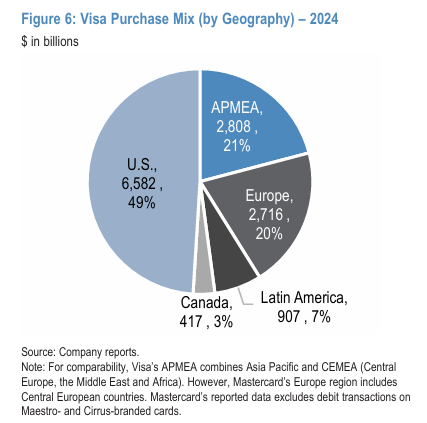 Figure 6: Visa Purchase Mix (by Geography) – 2024
$ in billions
APMEA,
2,808 ,
21%
U.S.,
6,582 ,
49%
Europe,
2,716 ,
20%
Canada,
417 , 3%
Latin America,
907 , 7%
Source: Company reports.
Note: For comparability, Visa's APMEA combines Asia Pacific and CEMEA (Central
Europe, the Middle East and Africa). However, Mastercard's Europe region includes
Central European countries. Mastercard's reported data excludes debit transactions on
Maestro- and Cirrus-branded cards.